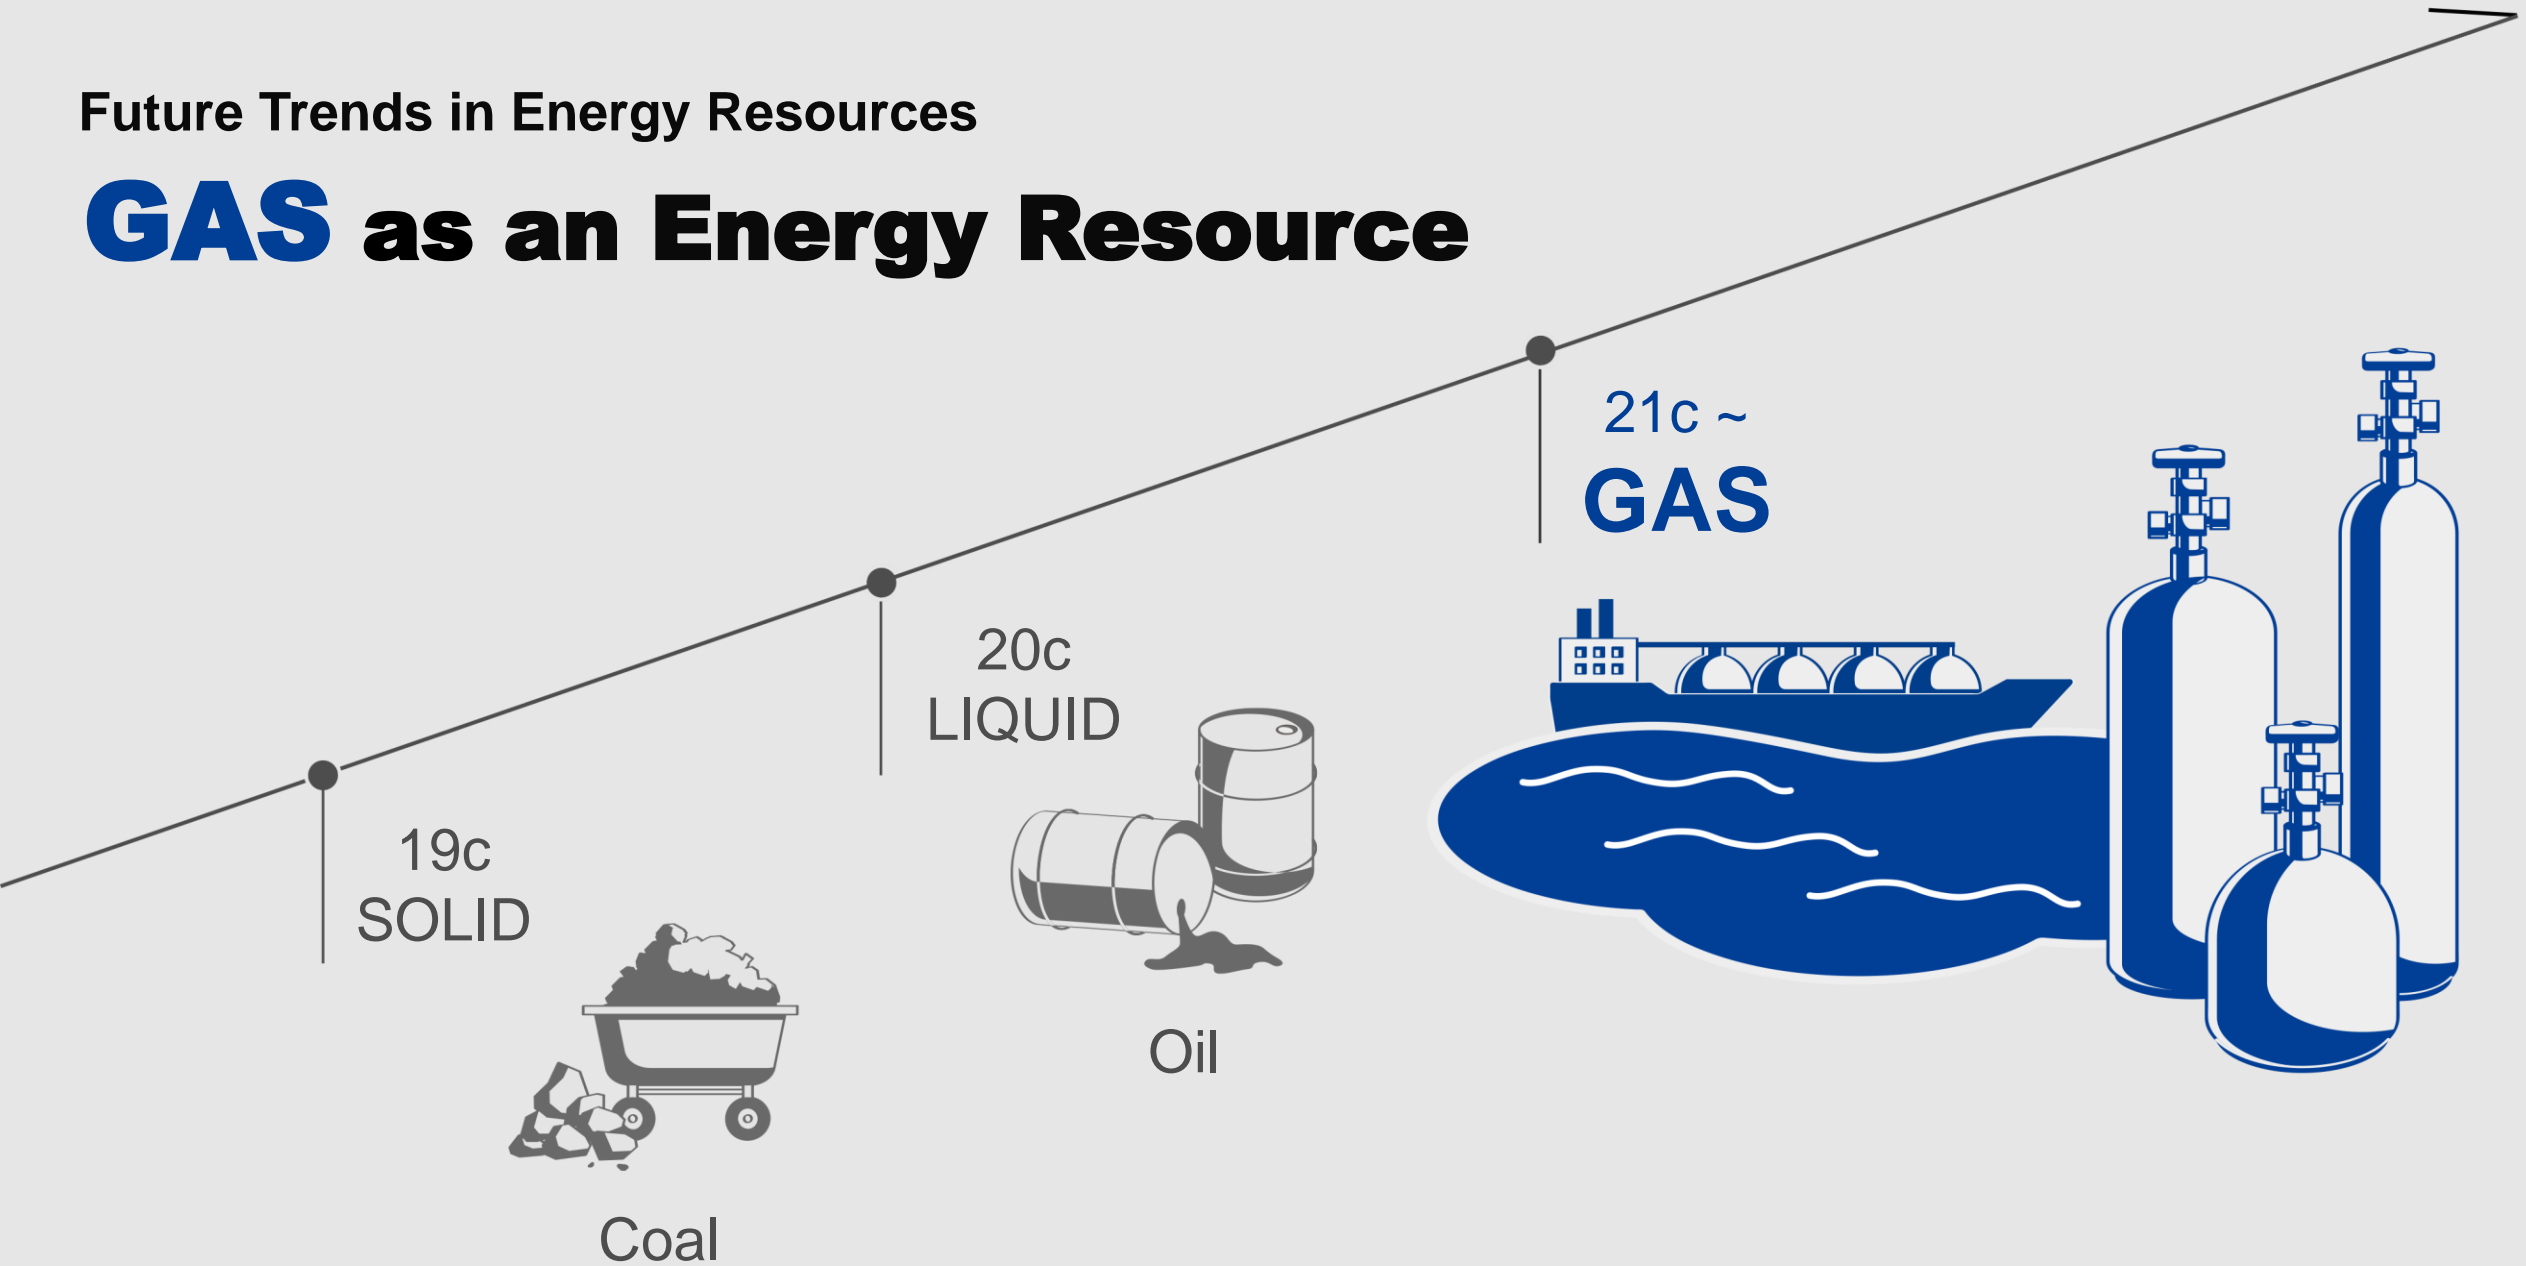 Future Trends in Energy Resources
GAS as an Energy Resource
21c ~
GAS
20c
LIQUID
19c
SOLID
Oil
Coal